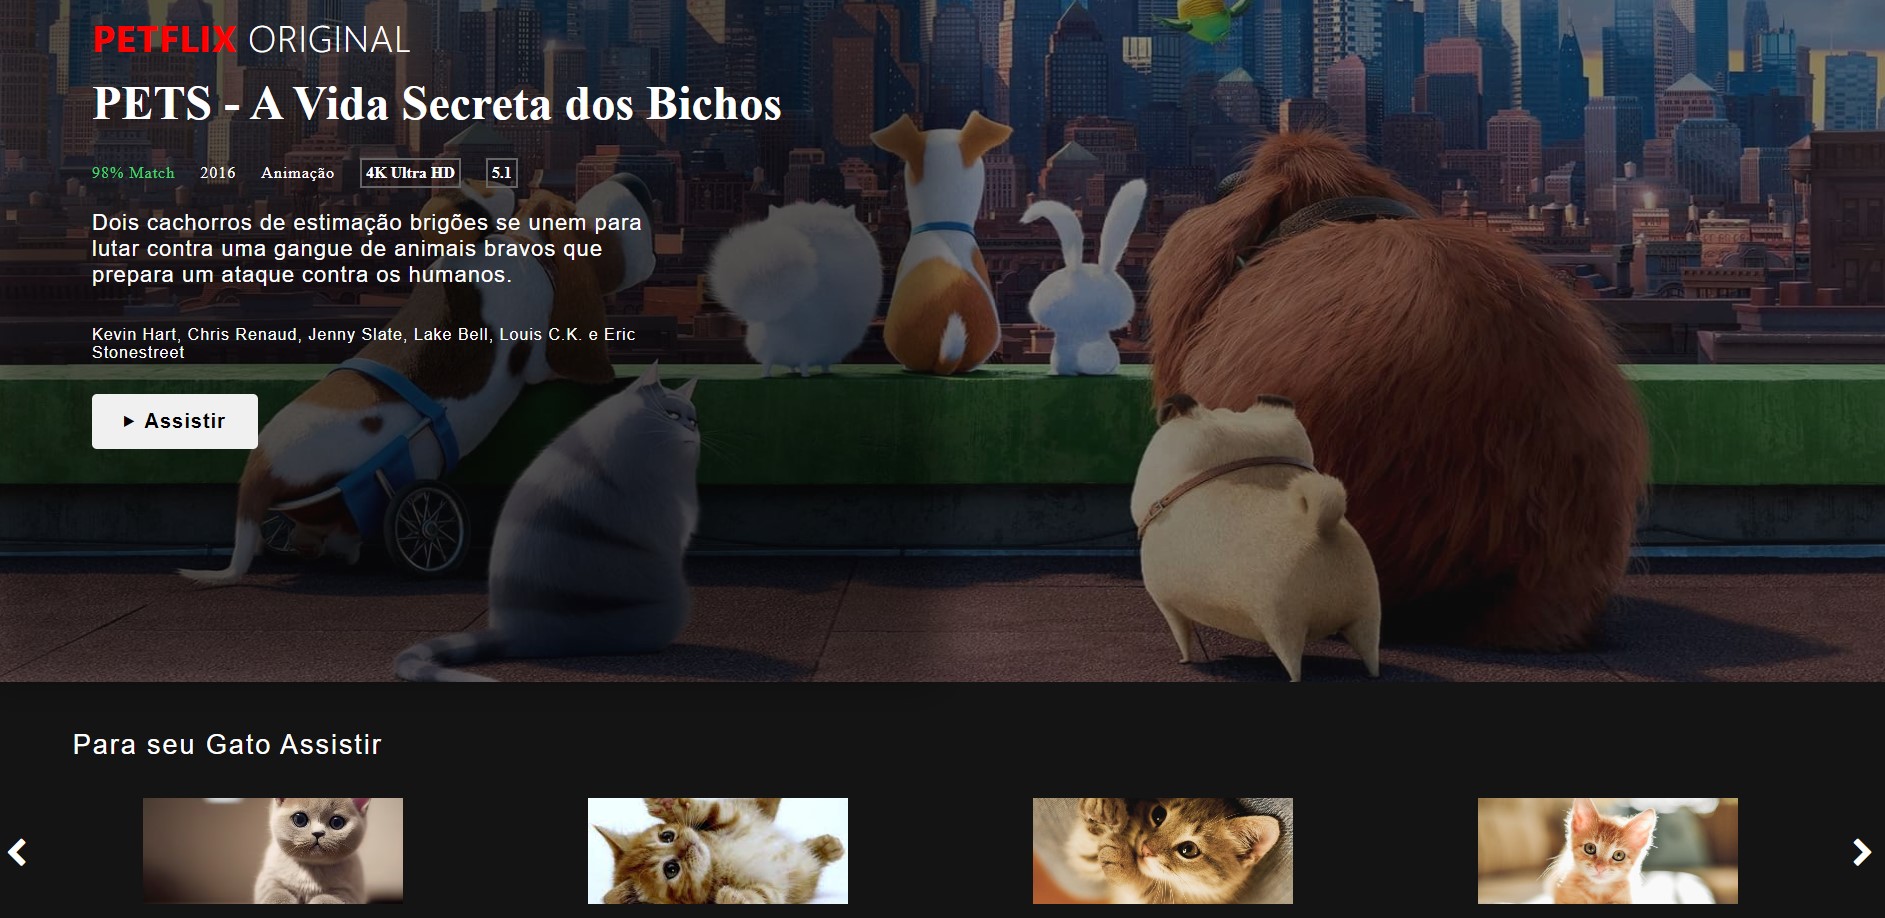 PETFLIX ORIGINAL
PETS - A Vida Secreta dos Bichos
98% Match 2016 Animação 4K Ultra HD 5.1
Dois cachorros de estimação brigões se unem para
lutar contra uma gangue de animais bravos que
prepara um ataque contra os humanos.
Kevin Hart, Chris Renaud, Jenny Slate, Lake Bell, Louis C.K. e Eric
Stonestreet
Assistir
Para seu Gato Assistir